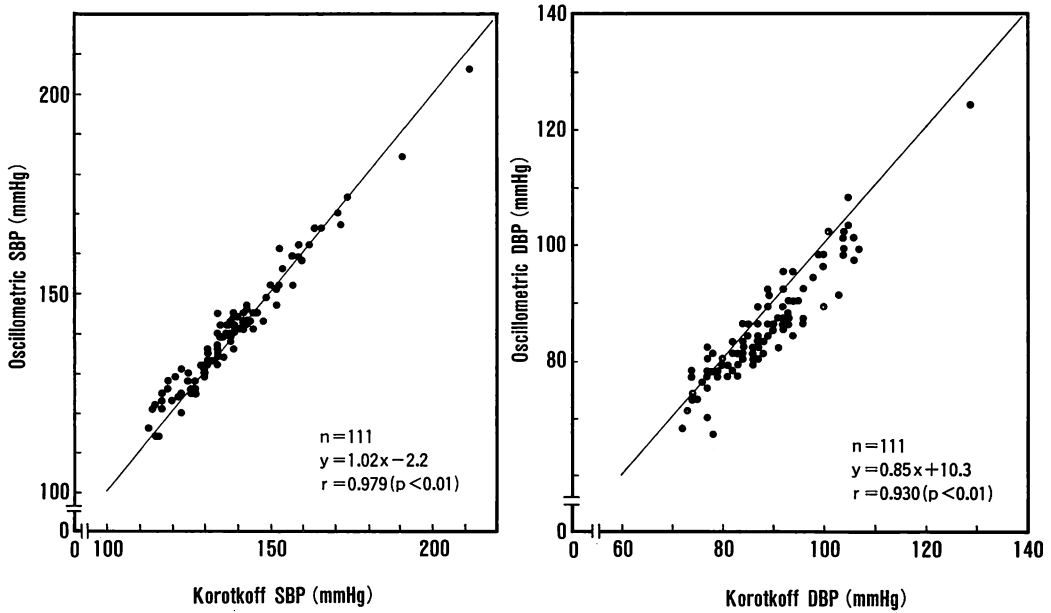 Oscillometric SBP (mmHg)
200
150
100
0
n=111
y=1.02x−2.2
r=0.979(p<0.01)
0 100 150 200
Korotkoff SBP (mmHg)
Oscillometric DBP (mmHg)
140
120
100
80
0
n=111
y=0.85x+10.3
r=0.930(p<0.01)
0 60 80 100 120 140
Korotkoff DBP (mmHg)